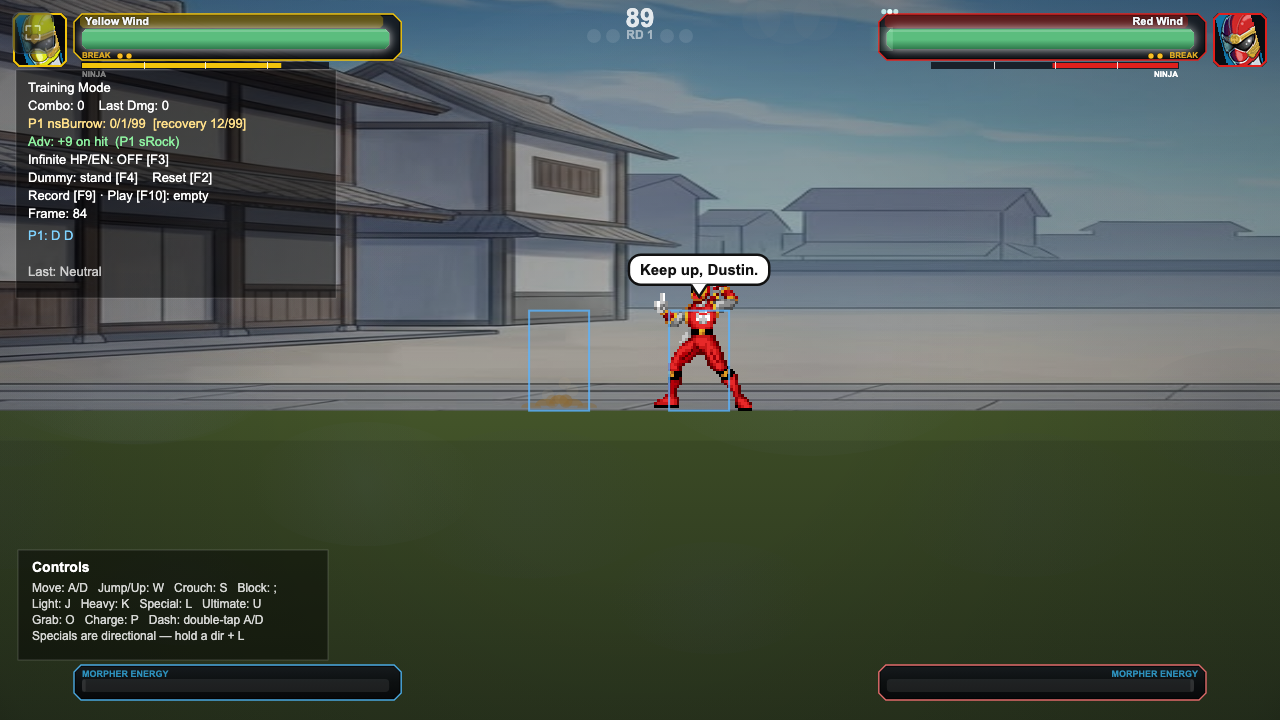 Yellow Wind
89
RD 1
Red Wind
BREAK
BREAK
NINJA
NINJA
Training Mode
Combo: 0 Last Dmg: 0
P1 nsBurrow: 0/1/99 [recovery 12/99]
Adv: +9 on hit (P1 sRock)
Infinite HP/EN: OFF [F3]
Dummy: stand [F4] Reset [F2]
Record [F9] · Play [F10]: empty
Frame: 84
P1: D D
Last: Neutral
Keep up, Dustin.
Controls
Move: A/D Jump/Up: W Crouch: S Block: ;
Light: J Heavy: K Special: L Ultimate: U
Grab: O Charge: P Dash: double-tap A/D
Specials are directional — hold a dir + L
MORPHER ENERGY
MORPHER ENERGY